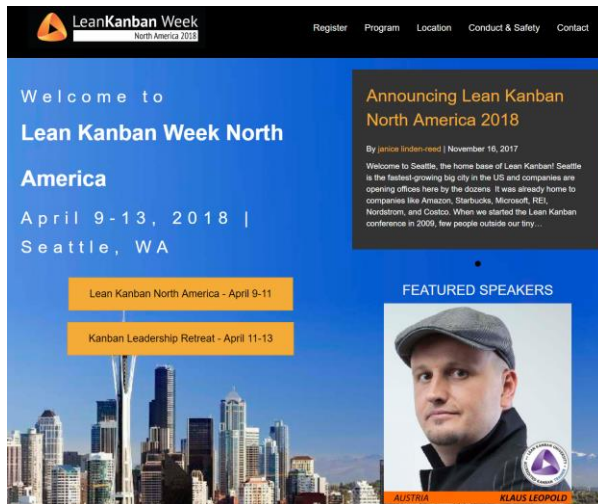 LeanKanban Week
North America 2018
Register Program Location Conduct & Safety Contact
Welcome to
Lean Kanban Week North
America
April 9-13, 2018 |
Seattle, WA
Lean Kanban North America - April 9-11
Kanban Leadership Retreat - April 11-13
Announcing Lean Kanban
North America 2018
By janice linden-reed | November 16, 2017
Welcome to Seattle, the home base of Lean Kanban! Seattle
is the fastest-growing big city in the US and companies are
opening offices here by the dozens It was already home to
companies like Amazon, Starbucks, Microsoft, REI,
Nordstrom, and Costco. When we started the Lean Kanban
conference in 2009, few people outside our tiny…
FEATURED SPEAKERS
AUSTRIA KLAUS LEOPOLD